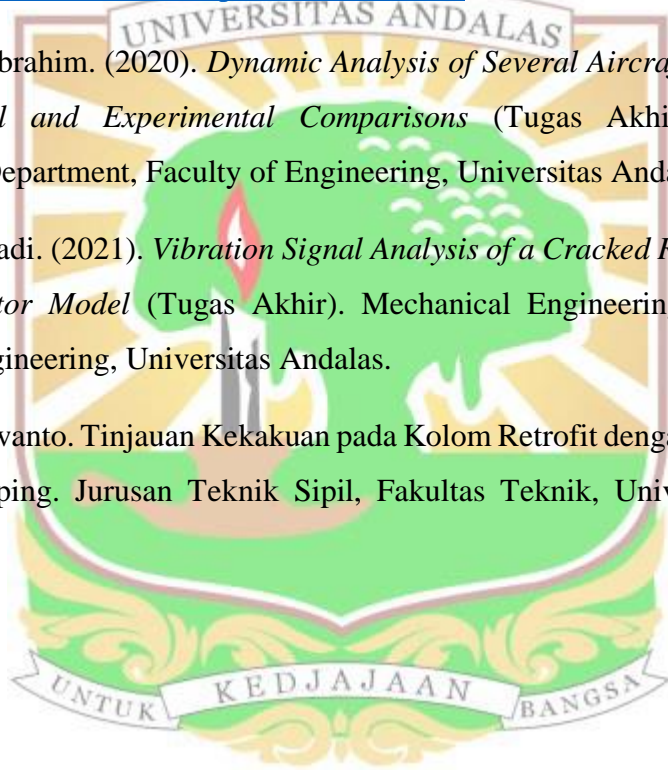 UNIVERSITAS ANDALAS
brahim. (2020). Dynamic Analysis of Several Aircra
l and Experimental Comparisons (Tugas Akhi
Department, Faculty of Engineering, Universitas Anda
adi. (2021). Vibration Signal Analysis of a Cracked
tor Model (Tugas Akhir). Mechanical Engineerin
gineering, Universitas Andalas.
vanto. Tinjauan Kekakuan pada Kolom Retrofit denga
ping. Jurusan Teknik Sipil, Fakultas Teknik, Univ
UNTUK KEDJAJAAN BANGSA